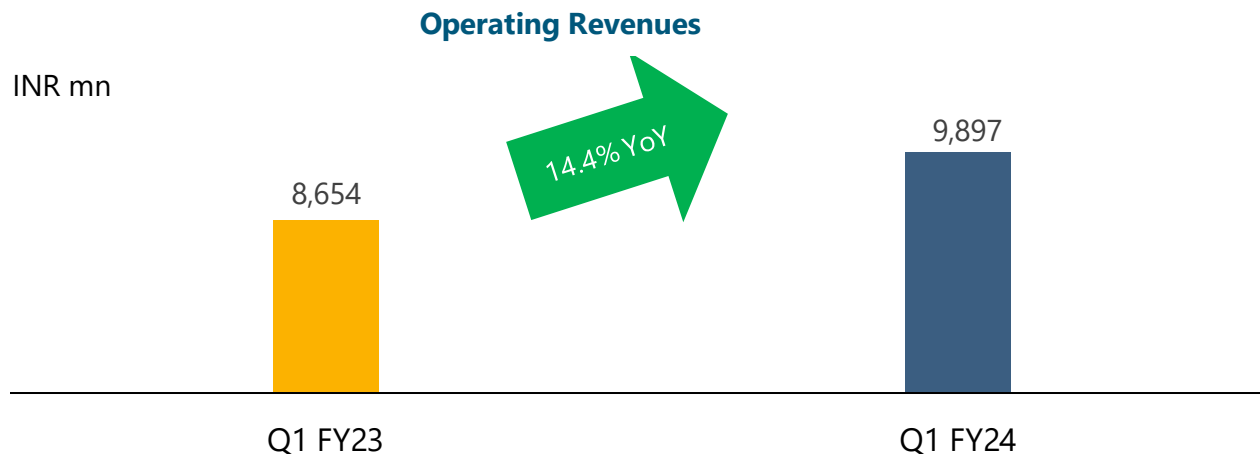 Operating Revenues
INR mn
14.4% YoY
8,654
9,897
Q1 FY23
Q1 FY24